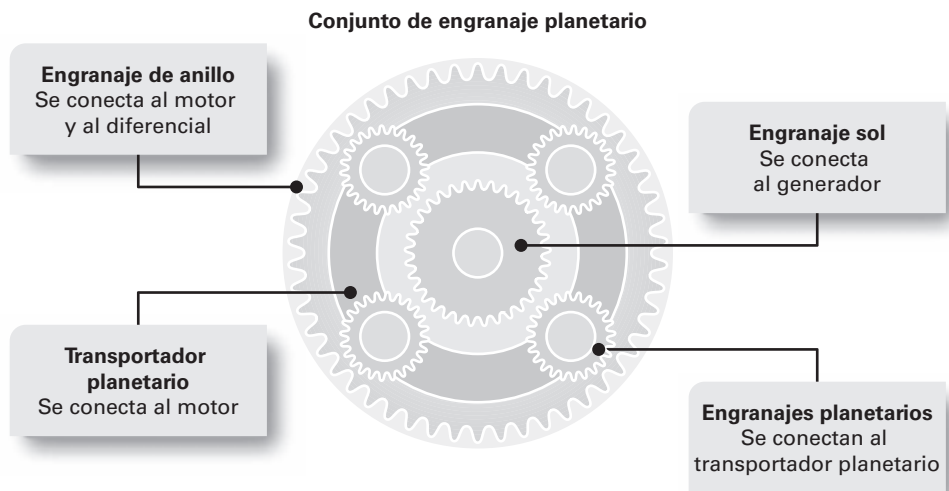 Conjunto de engranaje planetario
Engranaje de anillo
Se conecta al motor
y al diferencial
Engranaje sol
Se conecta
al generador
Transportador
planetario
Se conecta al motor
Engranajes planetarios
Se conectan al
transportador planetario